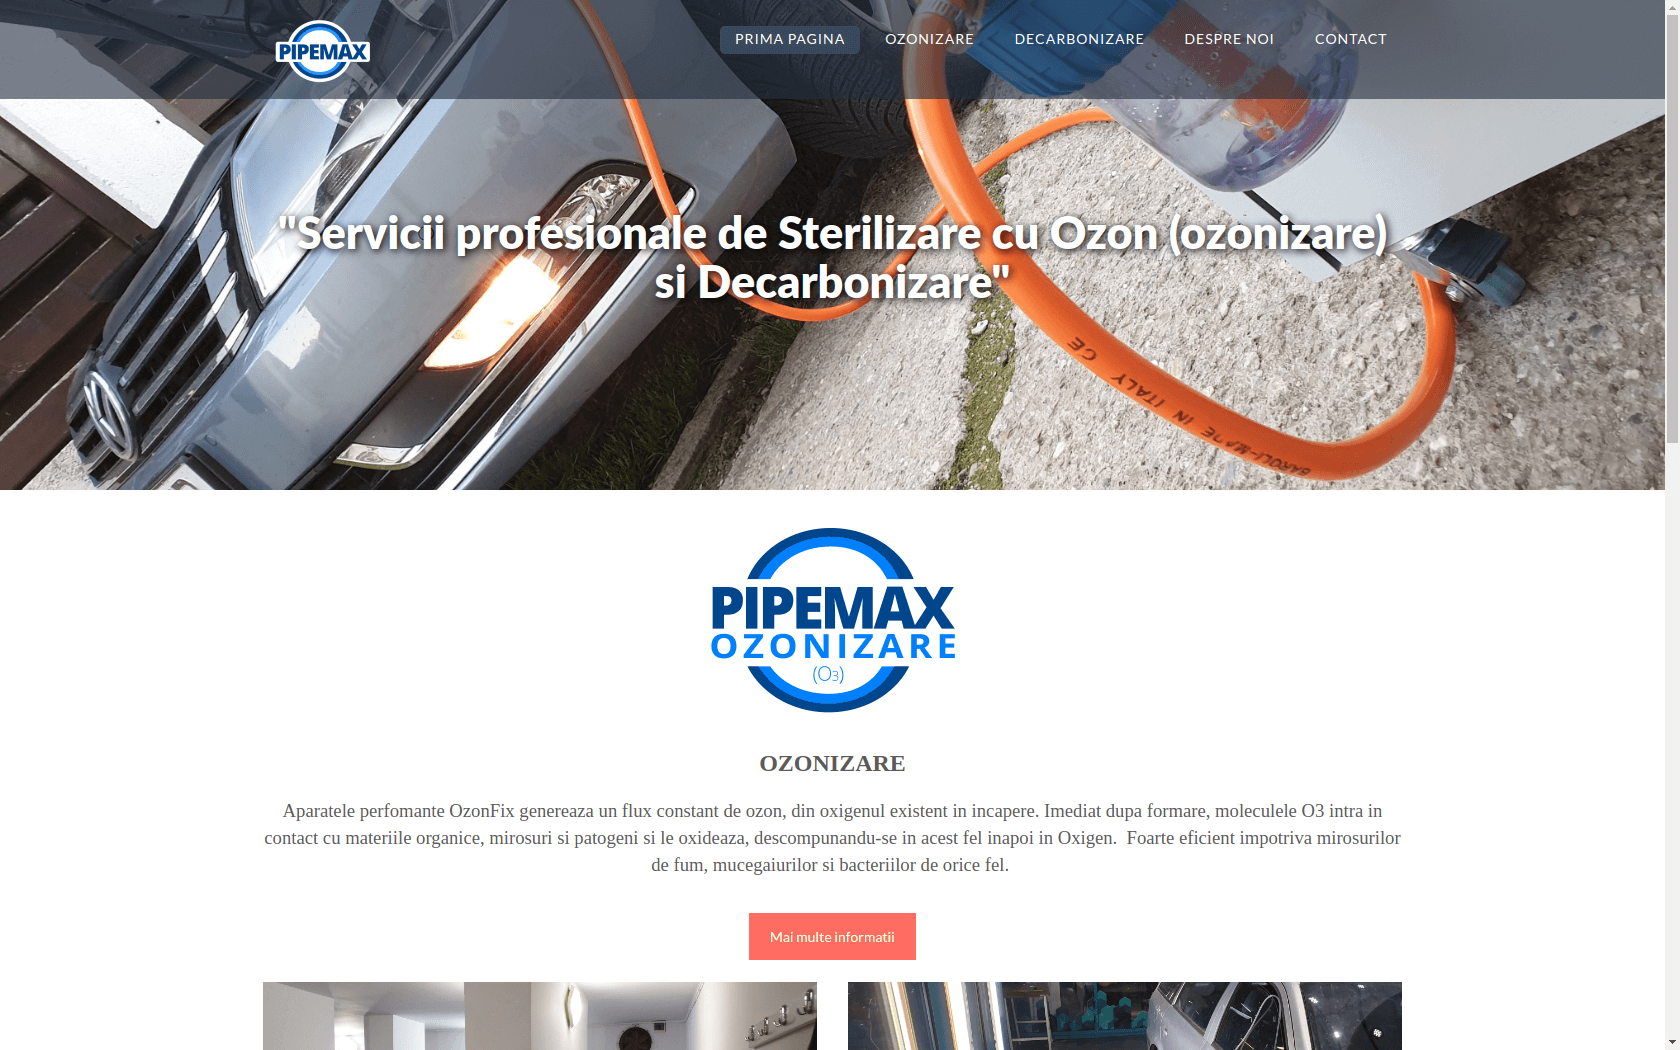 PIPEMAX
PRIMA PAGINA
OZONIZARE
DECARBONIZARE
DESPRE NOI
CONTACT
"Servicii profesionale de Sterilizare cu Ozon (ozonizare)
si Decarbonizare"
CE
MADE IN ITALY
PIPEMAX
OZONIZARE
(O3)
OZONIZARE
Aparatele perfomante OzonFix genereaza un flux constant de ozon, din oxigenul existent in incapere. Imediat dupa formare, moleculele O3 intra in
contact cu materiile organice, mirosuri si patogeni si le oxideaza, descompunandu-se in acest fel inapoi in Oxigen.  Foarte eficient impotriva mirosurilor
de fum, mucegaiurilor si bacteriilor de orice fel.
Mai multe informatii